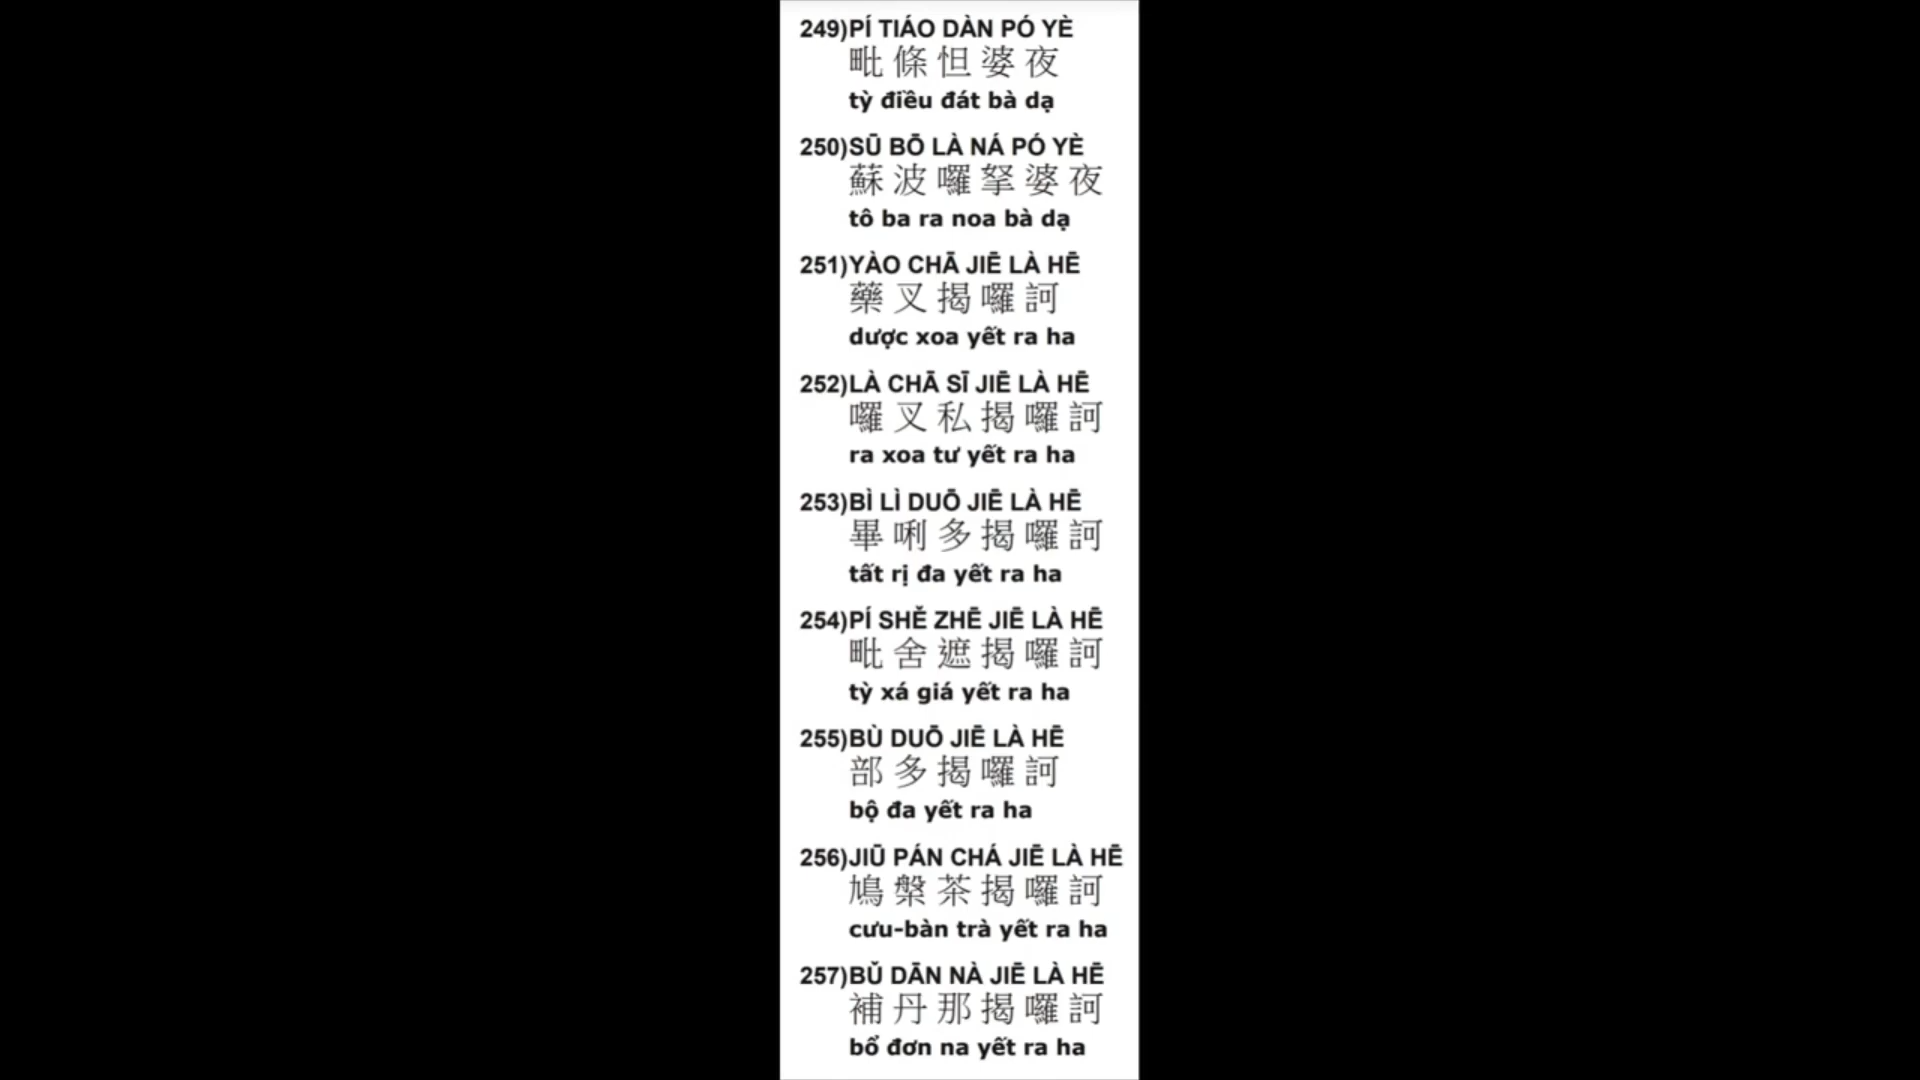 249)PÍ TIÁO DÀN PÓ YÈ
毗條怛婆夜
tỳ điều đát bà dạ
250)SŪ BŌ LÀ NÁ PÓ YÈ
蘇波囉拏婆夜
tô ba ra noa bà dạ
251)YÀO CHĀ JIĒ LÀ HĒ
藥叉揭囉訶
dược xoa yết ra ha
252)LÀ CHĀ SĪ JIĒ LÀ HĒ
囉叉私揭囉訶
ra xoa tư yết ra ha
253)BÌ LÌ DUŌ JIĒ LÀ HĒ
畢唎多揭囉訶
tất rị đa yết ra ha
254)PÍ SHĚ ZHĒ JIĒ LÀ HĒ
毗舍遮揭囉訶
tỳ xá giá yết ra ha
255)BÙ DUŌ JIĒ LÀ HĒ
部多揭囉訶
bộ đa yết ra ha
256)JIŪ PÁN CHÁ JIĒ LÀ HĒ
鳩槃茶揭囉訶
cưu-bàn trà yết ra ha
257)BǓ DĀN NÀ JIĒ LÀ HĒ
補丹那揭囉訶
bổ đơn na yết ra ha